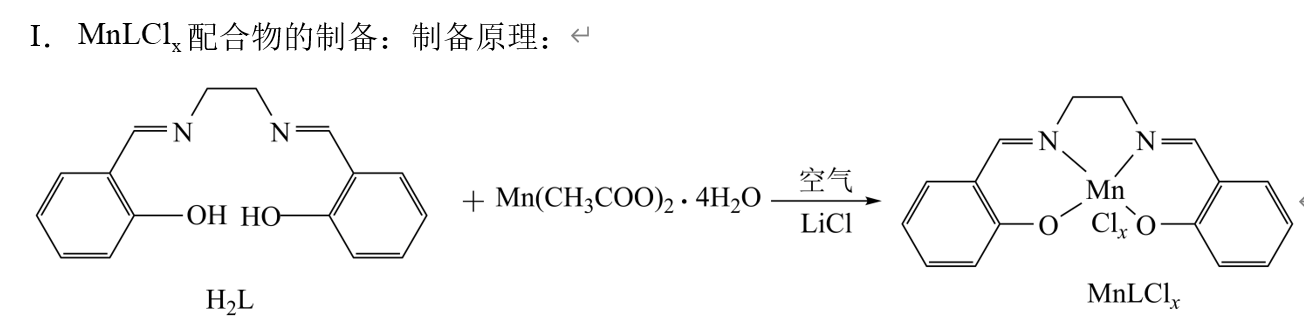 I. MnLClₓ配合物的制备：制备原理：↵
N N N N
+ Mn(CH₃COO)₂·4H₂O 空气 Mn ↵
OH HO LiCl O Clₓ O
H₂L MnLClₓ